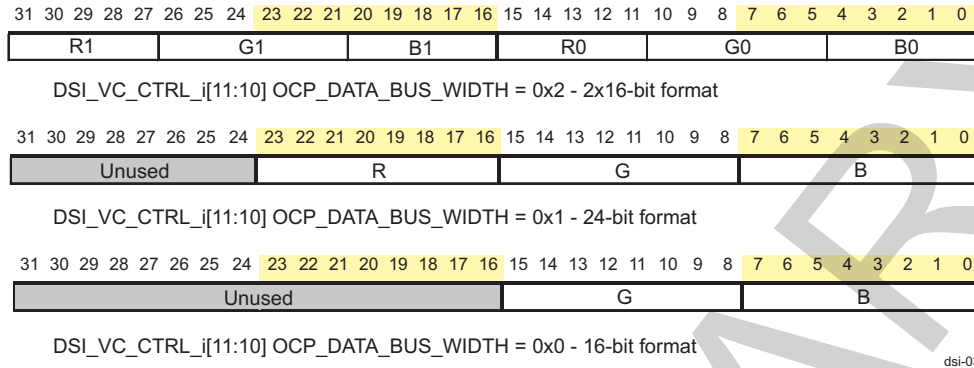 31 30 29 28 27 26 25 24 23 22 21 20 19 18 17 16 15 14 13 12 11 10 9 8 7 6 5 4 3 2 1 0
R1 G1 B1 R0 G0 B0
DSI_VC_CTRL_i[11:10] OCP_DATA_BUS_WIDTH = 0x2 - 2x16-bit format
31 30 29 28 27 26 25 24 23 22 21 20 19 18 17 16 15 14 13 12 11 10 9 8 7 6 5 4 3 2 1 0
Unused R G B
DSI_VC_CTRL_i[11:10] OCP_DATA_BUS_WIDTH = 0x1 - 24-bit format
31 30 29 28 27 26 25 24 23 22 21 20 19 18 17 16 15 14 13 12 11 10 9 8 7 6 5 4 3 2 1 0
Unused G B
DSI_VC_CTRL_i[11:10] OCP_DATA_BUS_WIDTH = 0x0 - 16-bit format